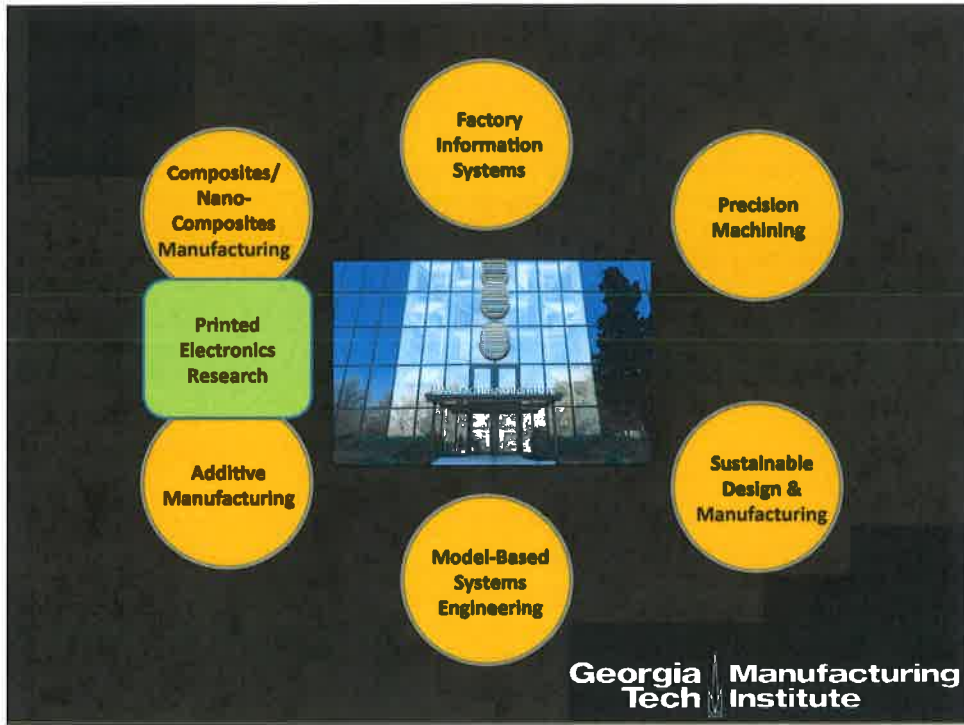 Factory
Information
Systems
Composites/
Nano-
Composites
Manufacturing
Precision
Machining
Printed
Electronics
Research
Additive
Manufacturing
Sustainable
Design &
Manufacturing
Model-Based
Systems
Engineering
Georgia Tech
Manufacturing Institute